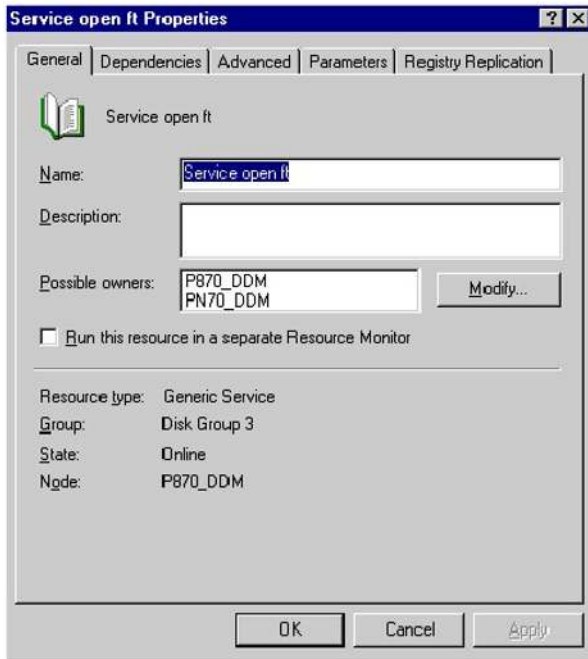 Service open ft Properties
? X
General Dependencies Advanced Parameters Registry Replication
Service open ft
Name: Service open ft
Description:
Possible owners: P870_DDM
PN70_DDM
Modify...
Run this resource in a separate Resource Monitor
Resource type: Generic Service
Group: Disk Group 3
State: Online
Node: P870_DDM
OK Cancel Apply